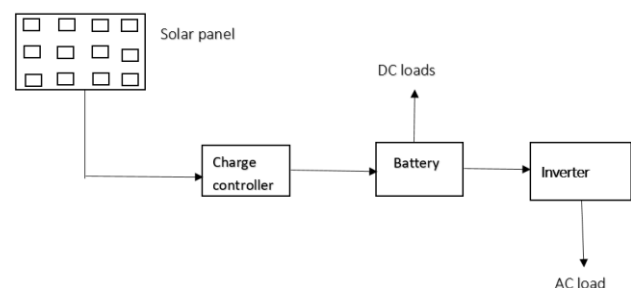 Solar panel
DC loads
Charge
controller
Battery
Inverter
AC load